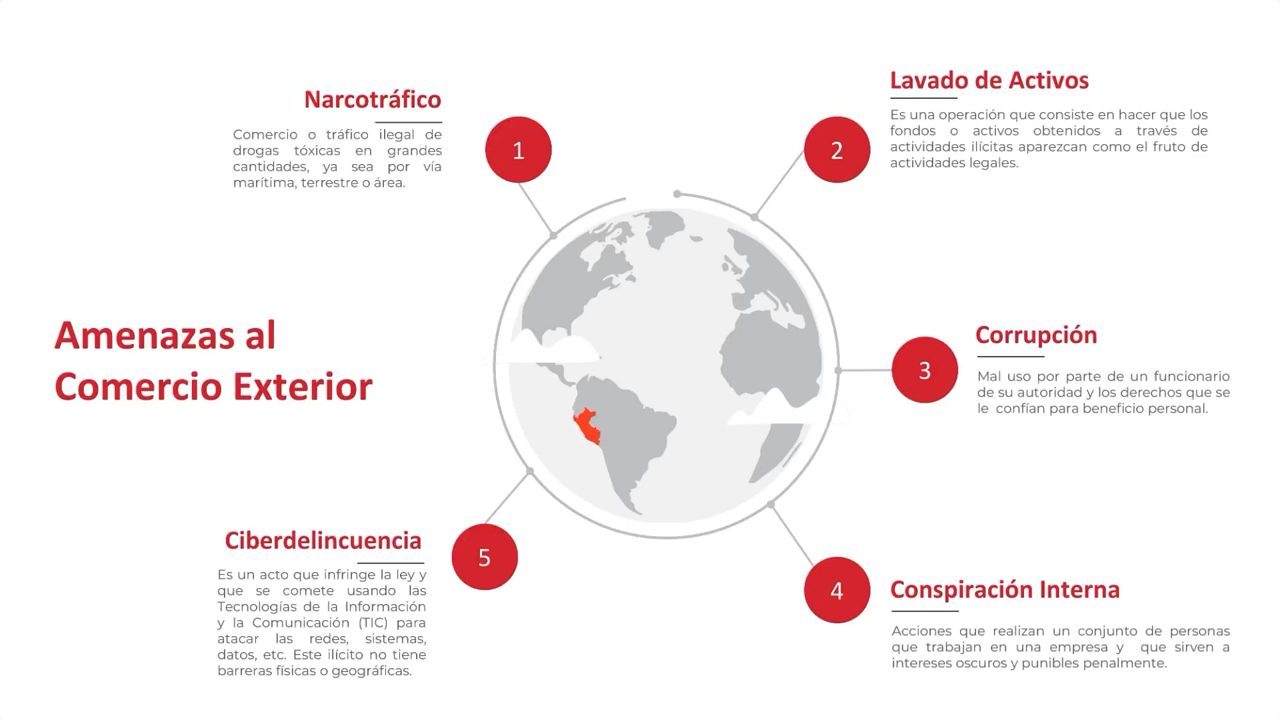 Amenazas al
Comercio Exterior
1
Narcotráfico
Comercio o tráfico ilegal de
drogas tóxicas en grandes
cantidades, ya sea por vía
marítima, terrestre o área.
2
Lavado de Activos
Es una operación que consiste en hacer que los
fondos o activos obtenidos a través de
actividades ilícitas aparezcan como el fruto de
actividades legales.
3
Corrupción
Mal uso por parte de un funcionario
de su autoridad y los derechos que se
le confían para beneficio personal.
4
Conspiración Interna
Acciones que realizan un conjunto de personas
que trabajan en una empresa y que sirven a
intereses oscuros y punibles penalmente.
5
Ciberdelincuencia
Es un acto que infringe la ley y
que se comete usando las
Tecnologías de la Información
y la Comunicación (TIC) para
atacar las redes, sistemas,
datos, etc. Este ilícito no tiene
barreras físicas o geográficas.